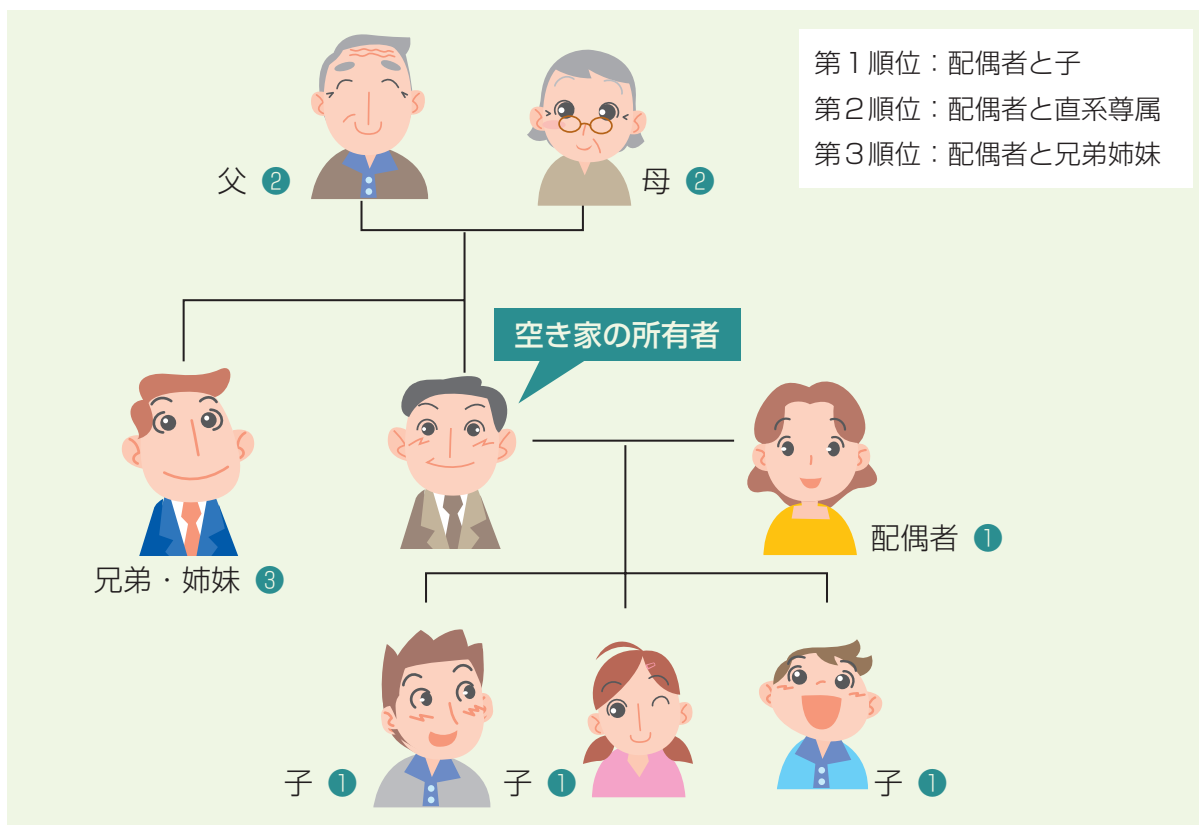 第1順位：配偶者と子
第2順位：配偶者と直系尊属
第3順位：配偶者と兄弟姉妹
父 ❷
母 ❷
空き家の所有者
配偶者 ❶
兄弟・姉妹 ❸
子 ❶
子 ❶
子 ❶